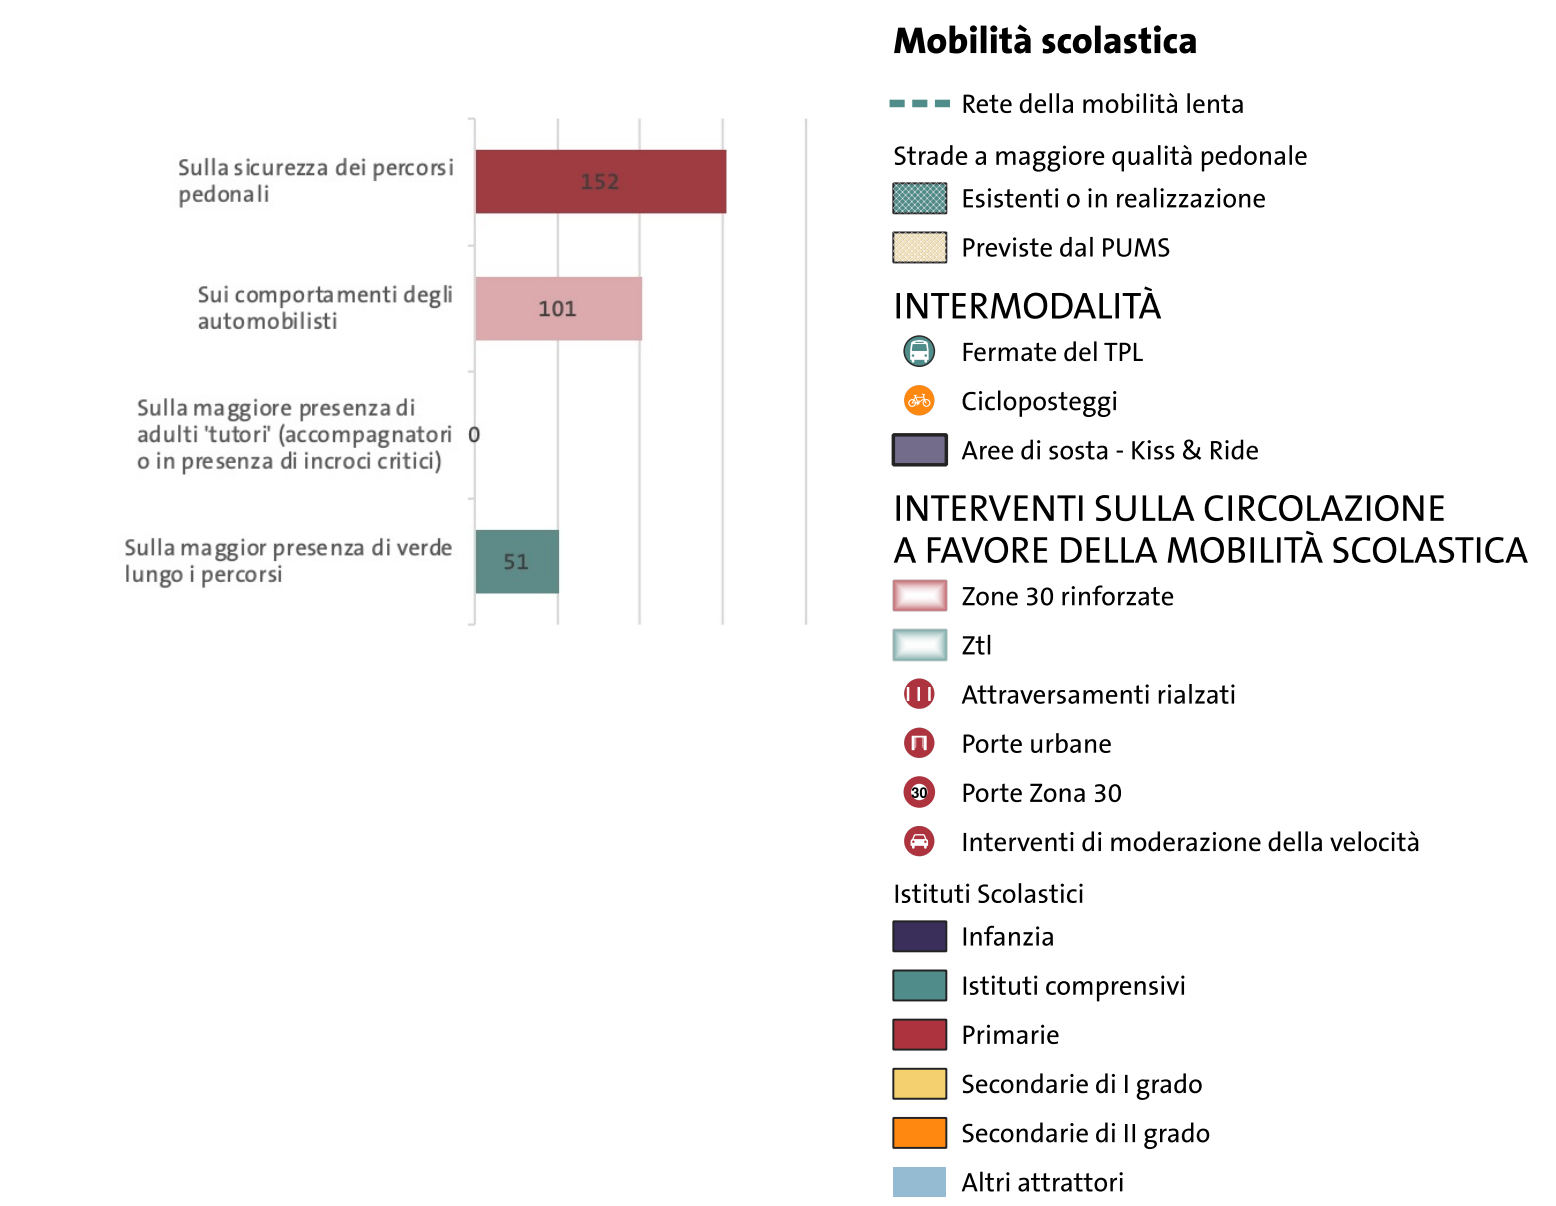 Sulla sicurezza dei percorsi
pedonali
152
Sui comportamenti degli
automobilisti
101
Sulla maggiore presenza di
adulti 'tutori' (accompagnatori
o in presenza di incroci critici)
0
Sulla maggior presenza di verde
lungo i percorsi
51
Mobilità scolastica
Rete della mobilità lenta
Strade a maggiore qualità pedonale
Esistenti o in realizzazione
Previste dal PUMS
INTERMODALITÀ
Fermate del TPL
Cicloposteggi
Aree di sosta - Kiss & Ride
INTERVENTI SULLA CIRCOLAZIONE
A FAVORE DELLA MOBILITÀ SCOLASTICA
Zone 30 rinforzate
Ztl
Attraversamenti rialzati
Porte urbane
30 Porte Zona 30
Interventi di moderazione della velocità
Istituti Scolastici
Infanzia
Istituti comprensivi
Primarie
Secondarie di I grado
Secondarie di II grado
Altri attrattori